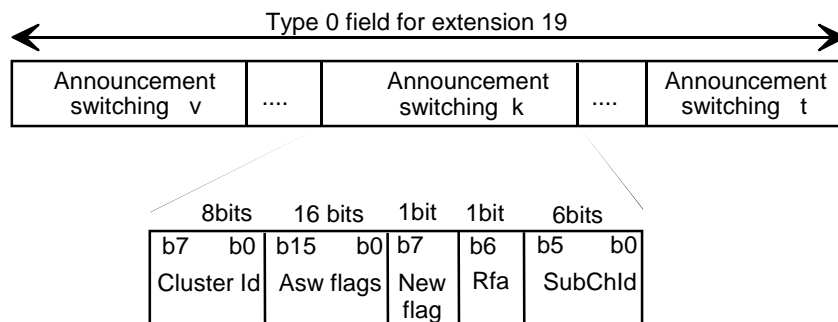 Type 0 field for extension 19
Announcement switching v
....
Announcement switching k
....
Announcement switching t
8bits 16 bits 1bit 1bit 6bits
b7 b0 b15 b0 b7 b6 b5 b0
Cluster Id Asw flags New flag Rfa SubChId